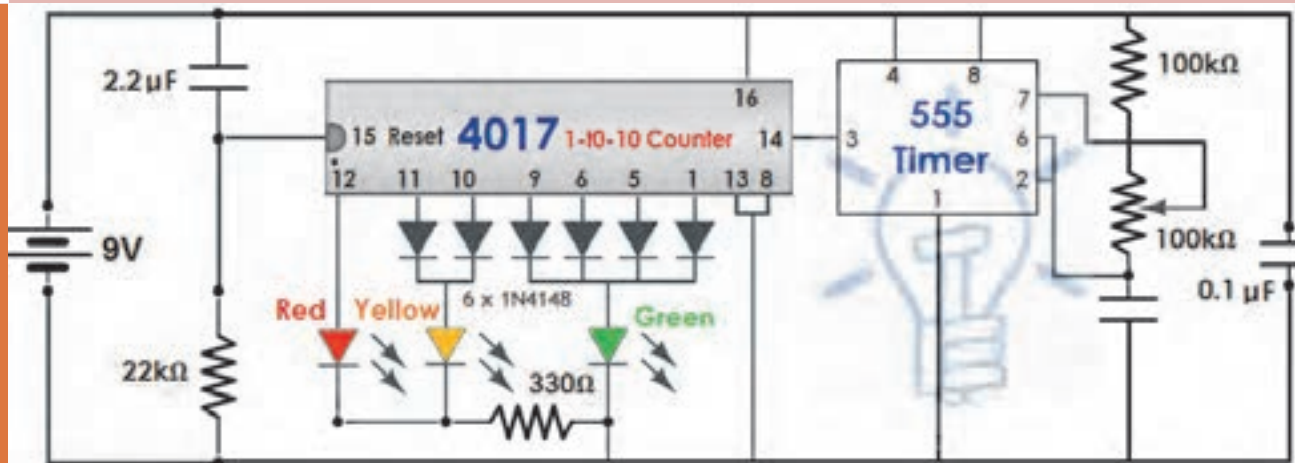 2.2µF
16
4 8
100kΩ
15 Reset 4017 1-t0-10 Counter 14
3 555 7
Timer 6
2
12 11 10 9 6 5 1 13 8
1
9V
100kΩ
0.1 µF
6 x 1N4148
Red Yellow Green
22kΩ
330Ω